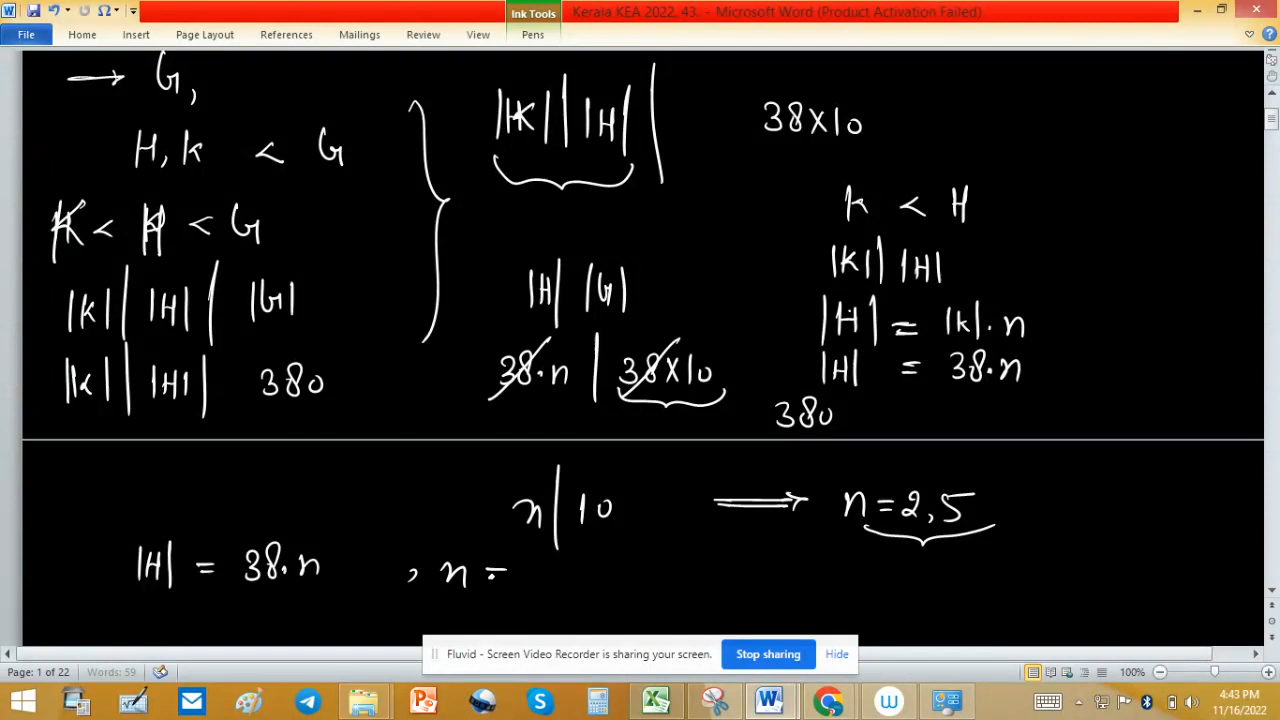 Ink Tools
Kerala KEA 2022, 43.. - Microsoft Word (Product Activation Failed)
File Home Insert Page Layout References Mailings Review View Pens
→ G,
H, K < G
K < H < G
|K| | |H| | |G|
|K| | |H| | 380
|K| |H| |
|H| | |G|
38·n | 38×10
38×10
K < H
|K| | |H|
|H| = |K|·n
|H| = 38·n
380
n | 10 ⟹ n = 2, 5
|H| = 38·n , n =
Fluvid - Screen Video Recorder is sharing your screen. Stop sharing Hide
Page: 1 of 22 Words: 59 100%
4:43 PM
11/16/2022